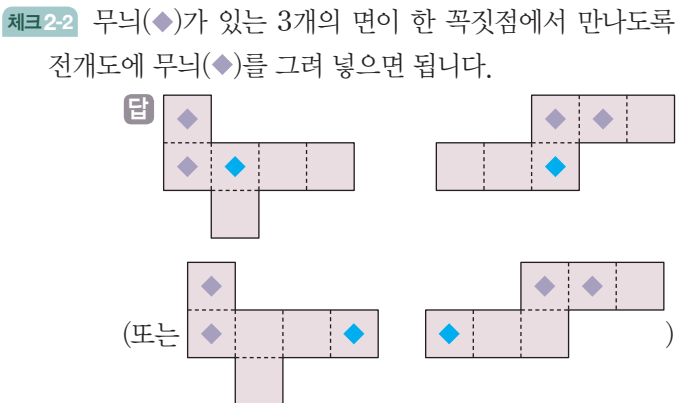 체크2-2 무늬(◆)가 있는 3개의 면이 한 꼭짓점에서 만나도록
전개도에 무늬(◆)를 그려 넣으면 됩니다.
답
(또는 )